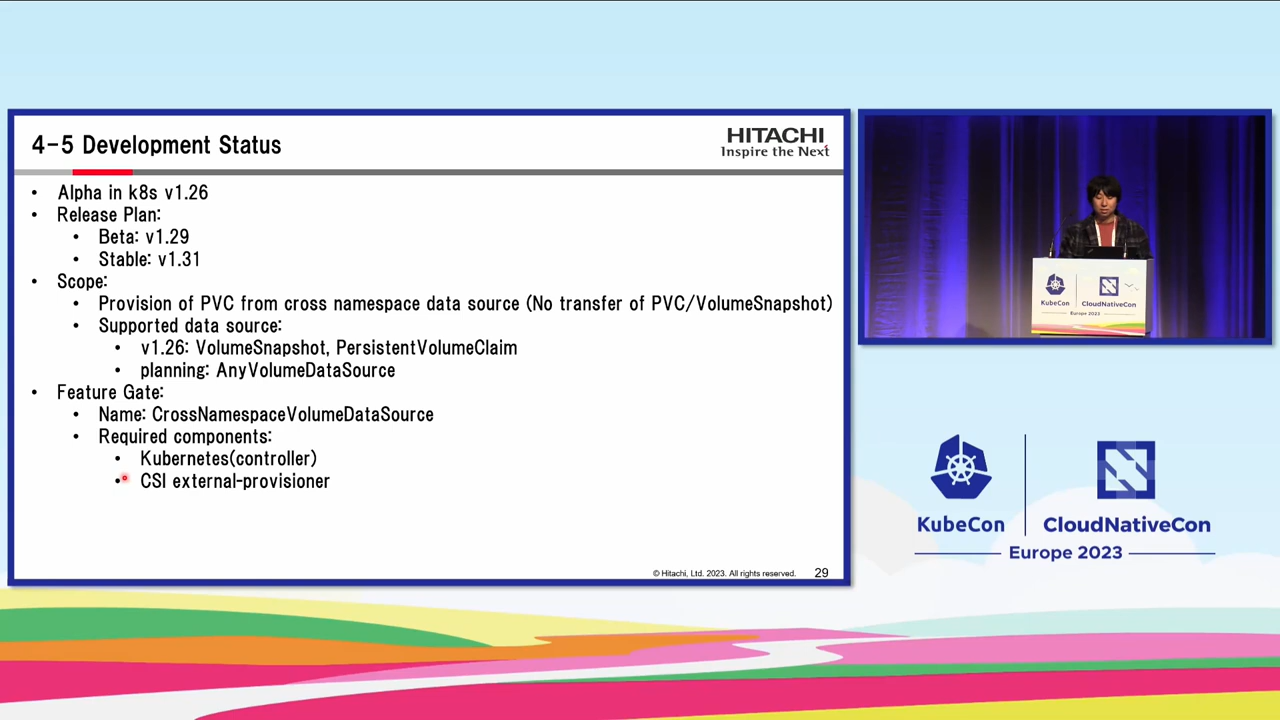 4-5 Development Status
HITACHI
Inspire the Next
• Alpha in k8s v1.26
• Release Plan:
• Beta: v1.29
• Stable: v1.31
• Scope:
• Provision of PVC from cross namespace data source (No transfer of PVC/VolumeSnapshot)
• Supported data source:
• v1.26: VolumeSnapshot, PersistentVolumeClaim
• planning: AnyVolumeDataSource
• Feature Gate:
• Name: CrossNamespaceVolumeDataSource
• Required components:
• Kubernetes(controller)
• CSI external-provisioner
© Hitachi, Ltd. 2023. All rights reserved. 29
KubeCon CloudNativeCon
Europe 2023
KubeCon CloudNativeCon
Europe 2023